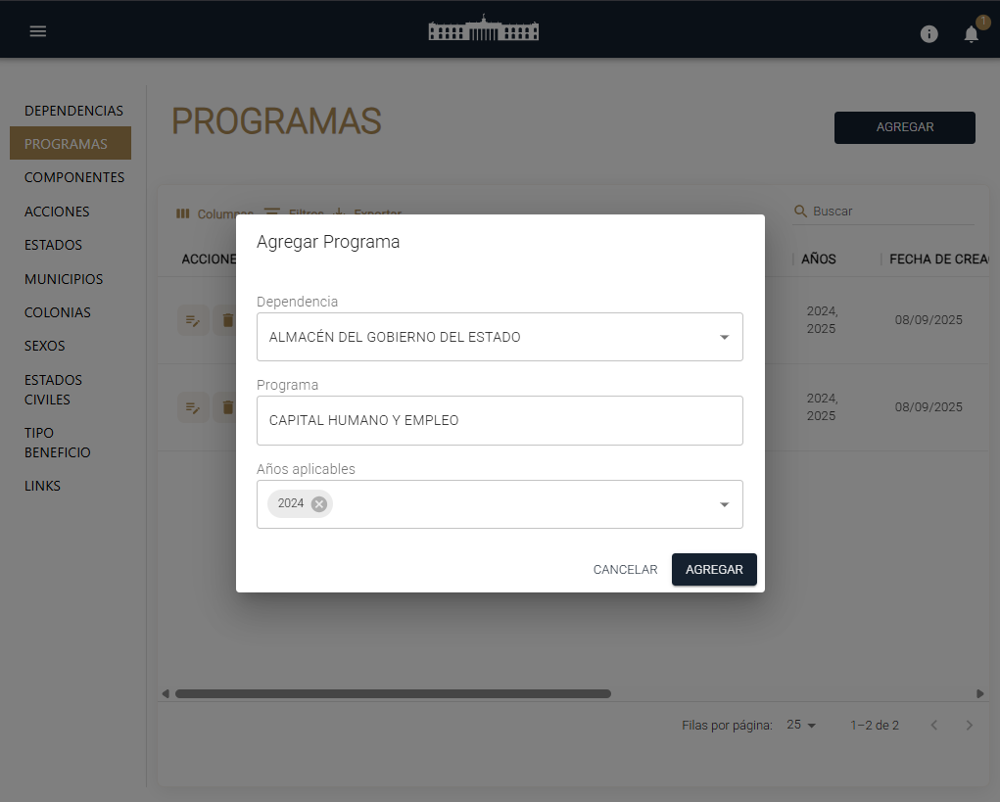 1
DEPENDENCIAS
PROGRAMAS
COMPONENTES
ACCIONES
ESTADOS
MUNICIPIOS
COLONIAS
SEXOS
ESTADOS
CIVILES
TIPO
BENEFICIO
LINKS
PROGRAMAS
AGREGAR
Columnas Filtros Exportar
Buscar
ACCIONE AÑOS FECHA DE CREA
2024,
2025
08/09/2025
2024,
2025
08/09/2025
Agregar Programa
Dependencia
ALMACÉN DEL GOBIERNO DEL ESTADO
Programa
CAPITAL HUMANO Y EMPLEO
Años aplicables
2024
CANCELAR AGREGAR
Filas por página: 25 1–2 de 2